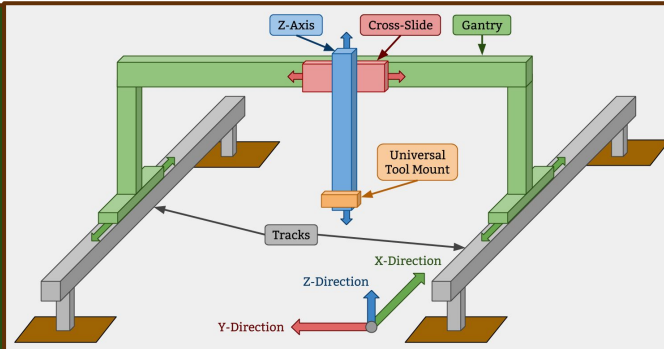 Z-Axis
Cross-Slide
Gantry
Universal
Tool Mount
Tracks
X-Direction
Z-Direction
Y-Direction